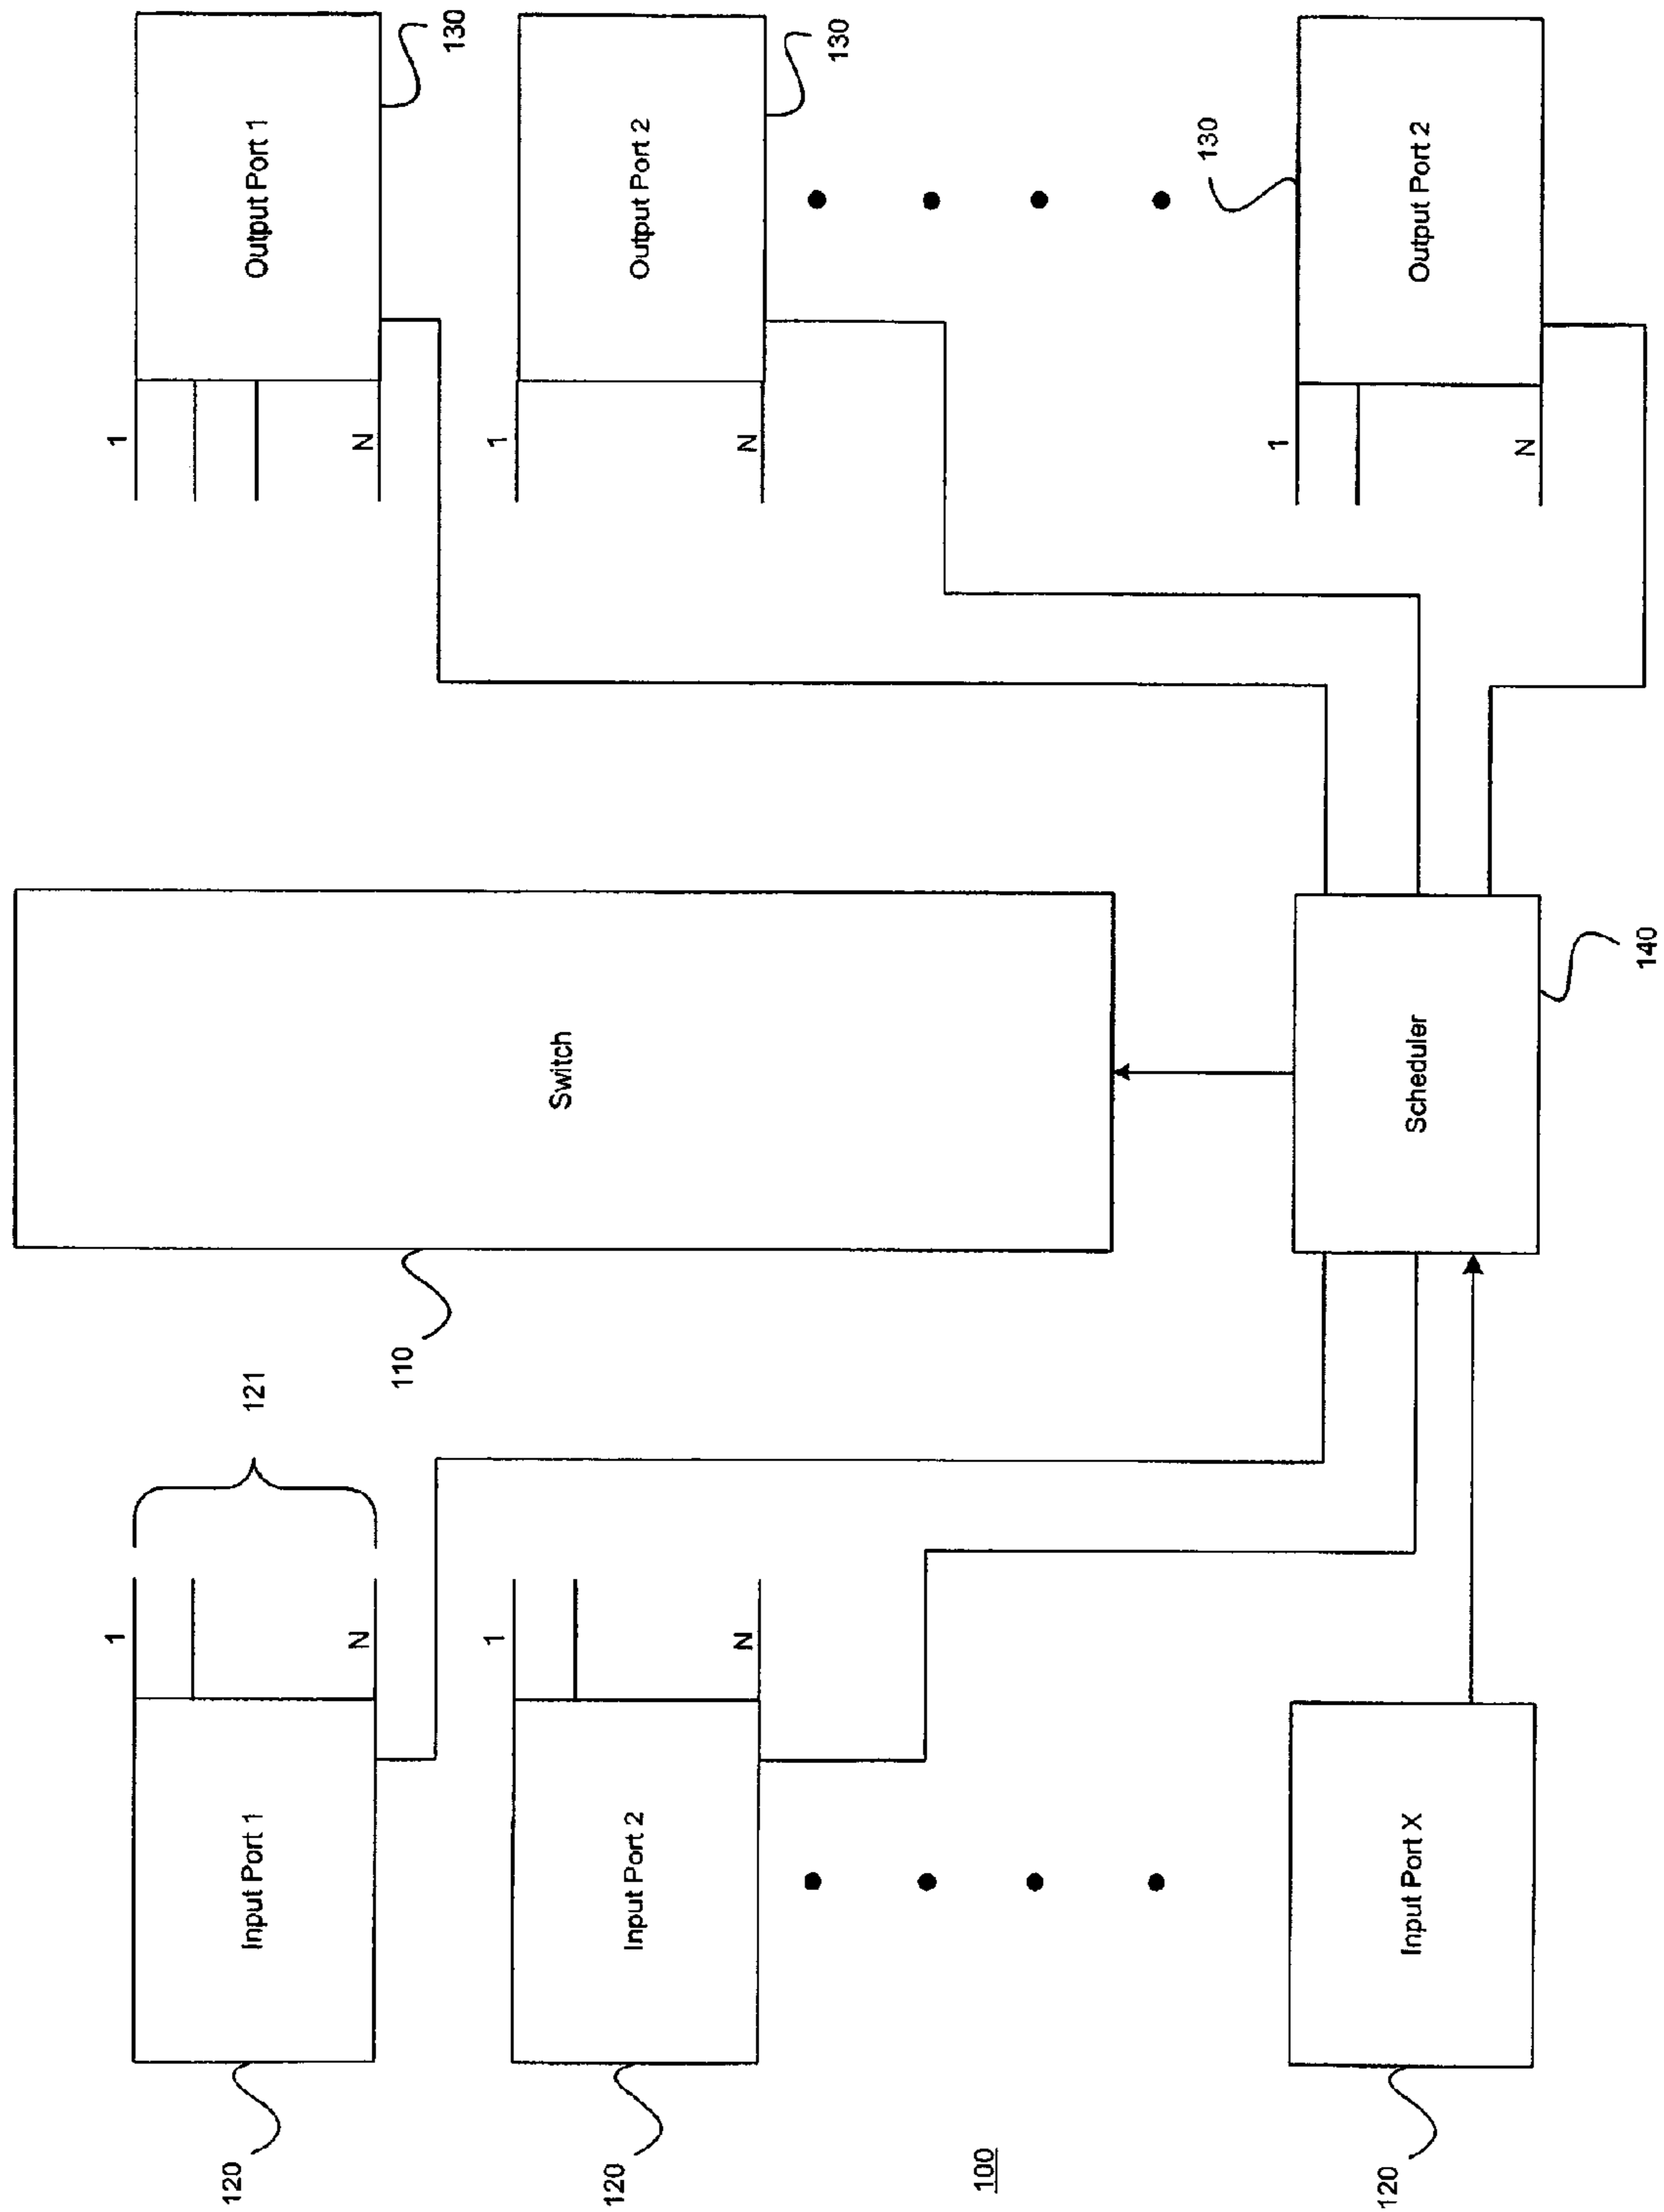 121
1
N
Input Port 1
120
1
N
Input Port 2
120
100
Input Port X
120
Switch
110
Scheduler
140
1
N
Output Port 1
130
1
N
Output Port 2
130
130
1
N
Output Port 2